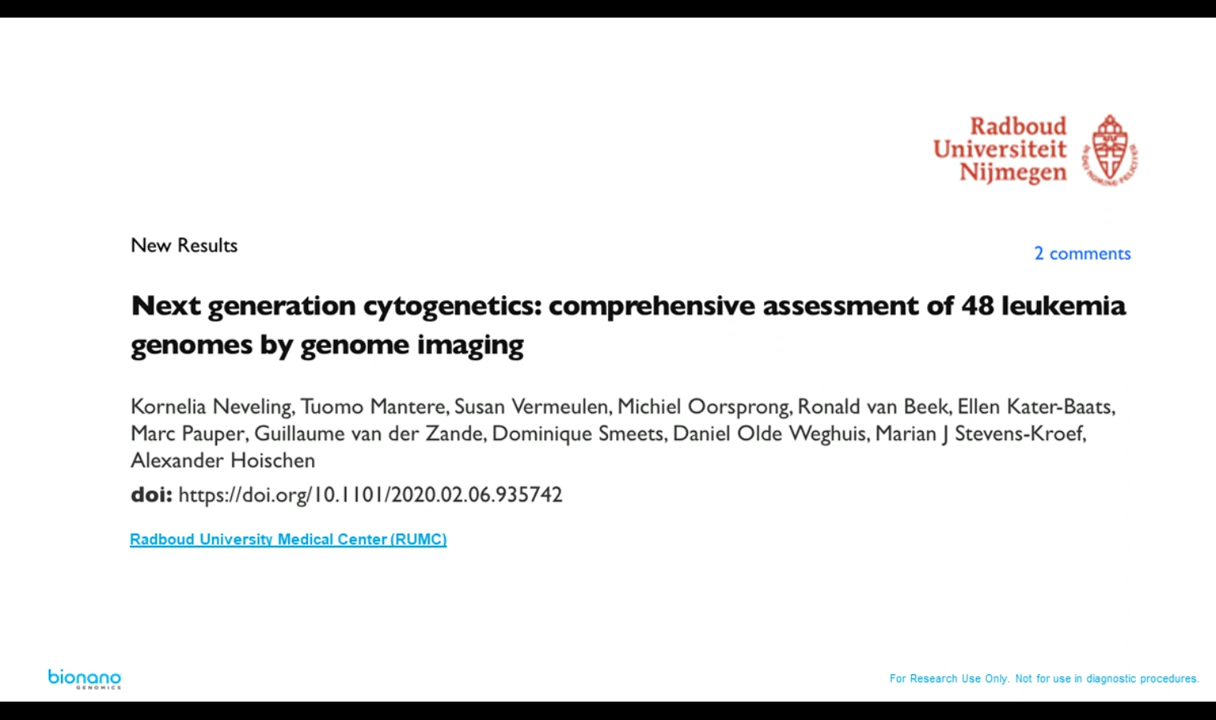 Radboud
Universiteit
Nijmegen
IN DEI NOMINE FELICITER
New Results
2 comments
Next generation cytogenetics: comprehensive assessment of 48 leukemia
genomes by genome imaging
Kornelia Neveling, Tuomo Mantere, Susan Vermeulen, Michiel Oorsprong, Ronald van Beek, Ellen Kater-Baats,
Marc Pauper, Guillaume van der Zande, Dominique Smeets, Daniel Olde Weghuis, Marian J Stevens-Kroef,
Alexander Hoischen
doi: https://doi.org/10.1101/2020.02.06.935742
Radboud University Medical Center (RUMC)
bionano
GENOMICS
For Research Use Only. Not for use in diagnostic procedures.